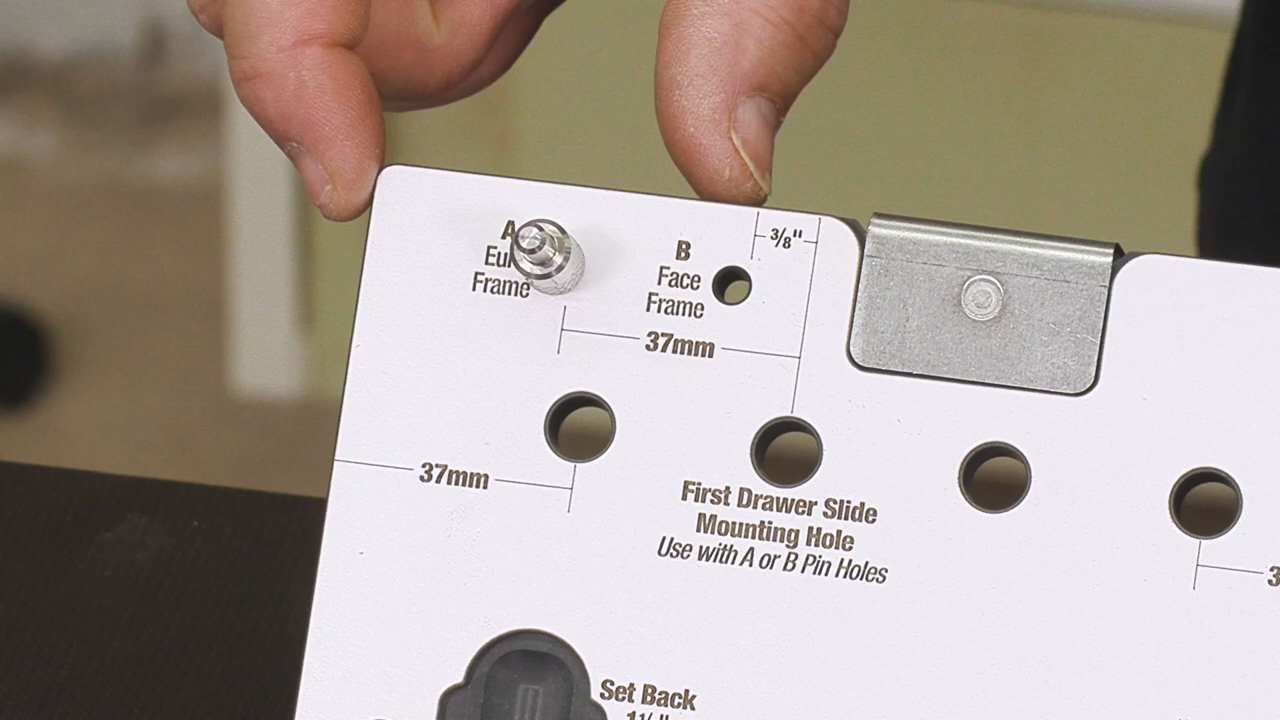 A
Frame
B
Face
Frame
3/8"
37mm
37mm
First Drawer Slide
Mounting Hole
Use with A or B Pin Holes
Set Back